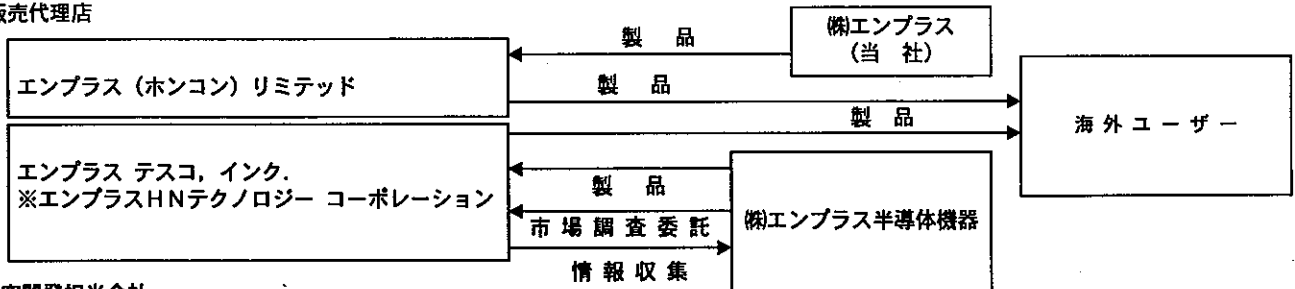 販売代理店
製品
㈱エンプラス
(当 社)
エンプラス（ホンコン）リミテッド
製品
製品
海外ユーザー
エンプラス テスコ，インク．
※エンプラスＨＮテクノロジー コーポレーション
製品
市場調査委託
㈱エンプラス半導体機器
情報収集